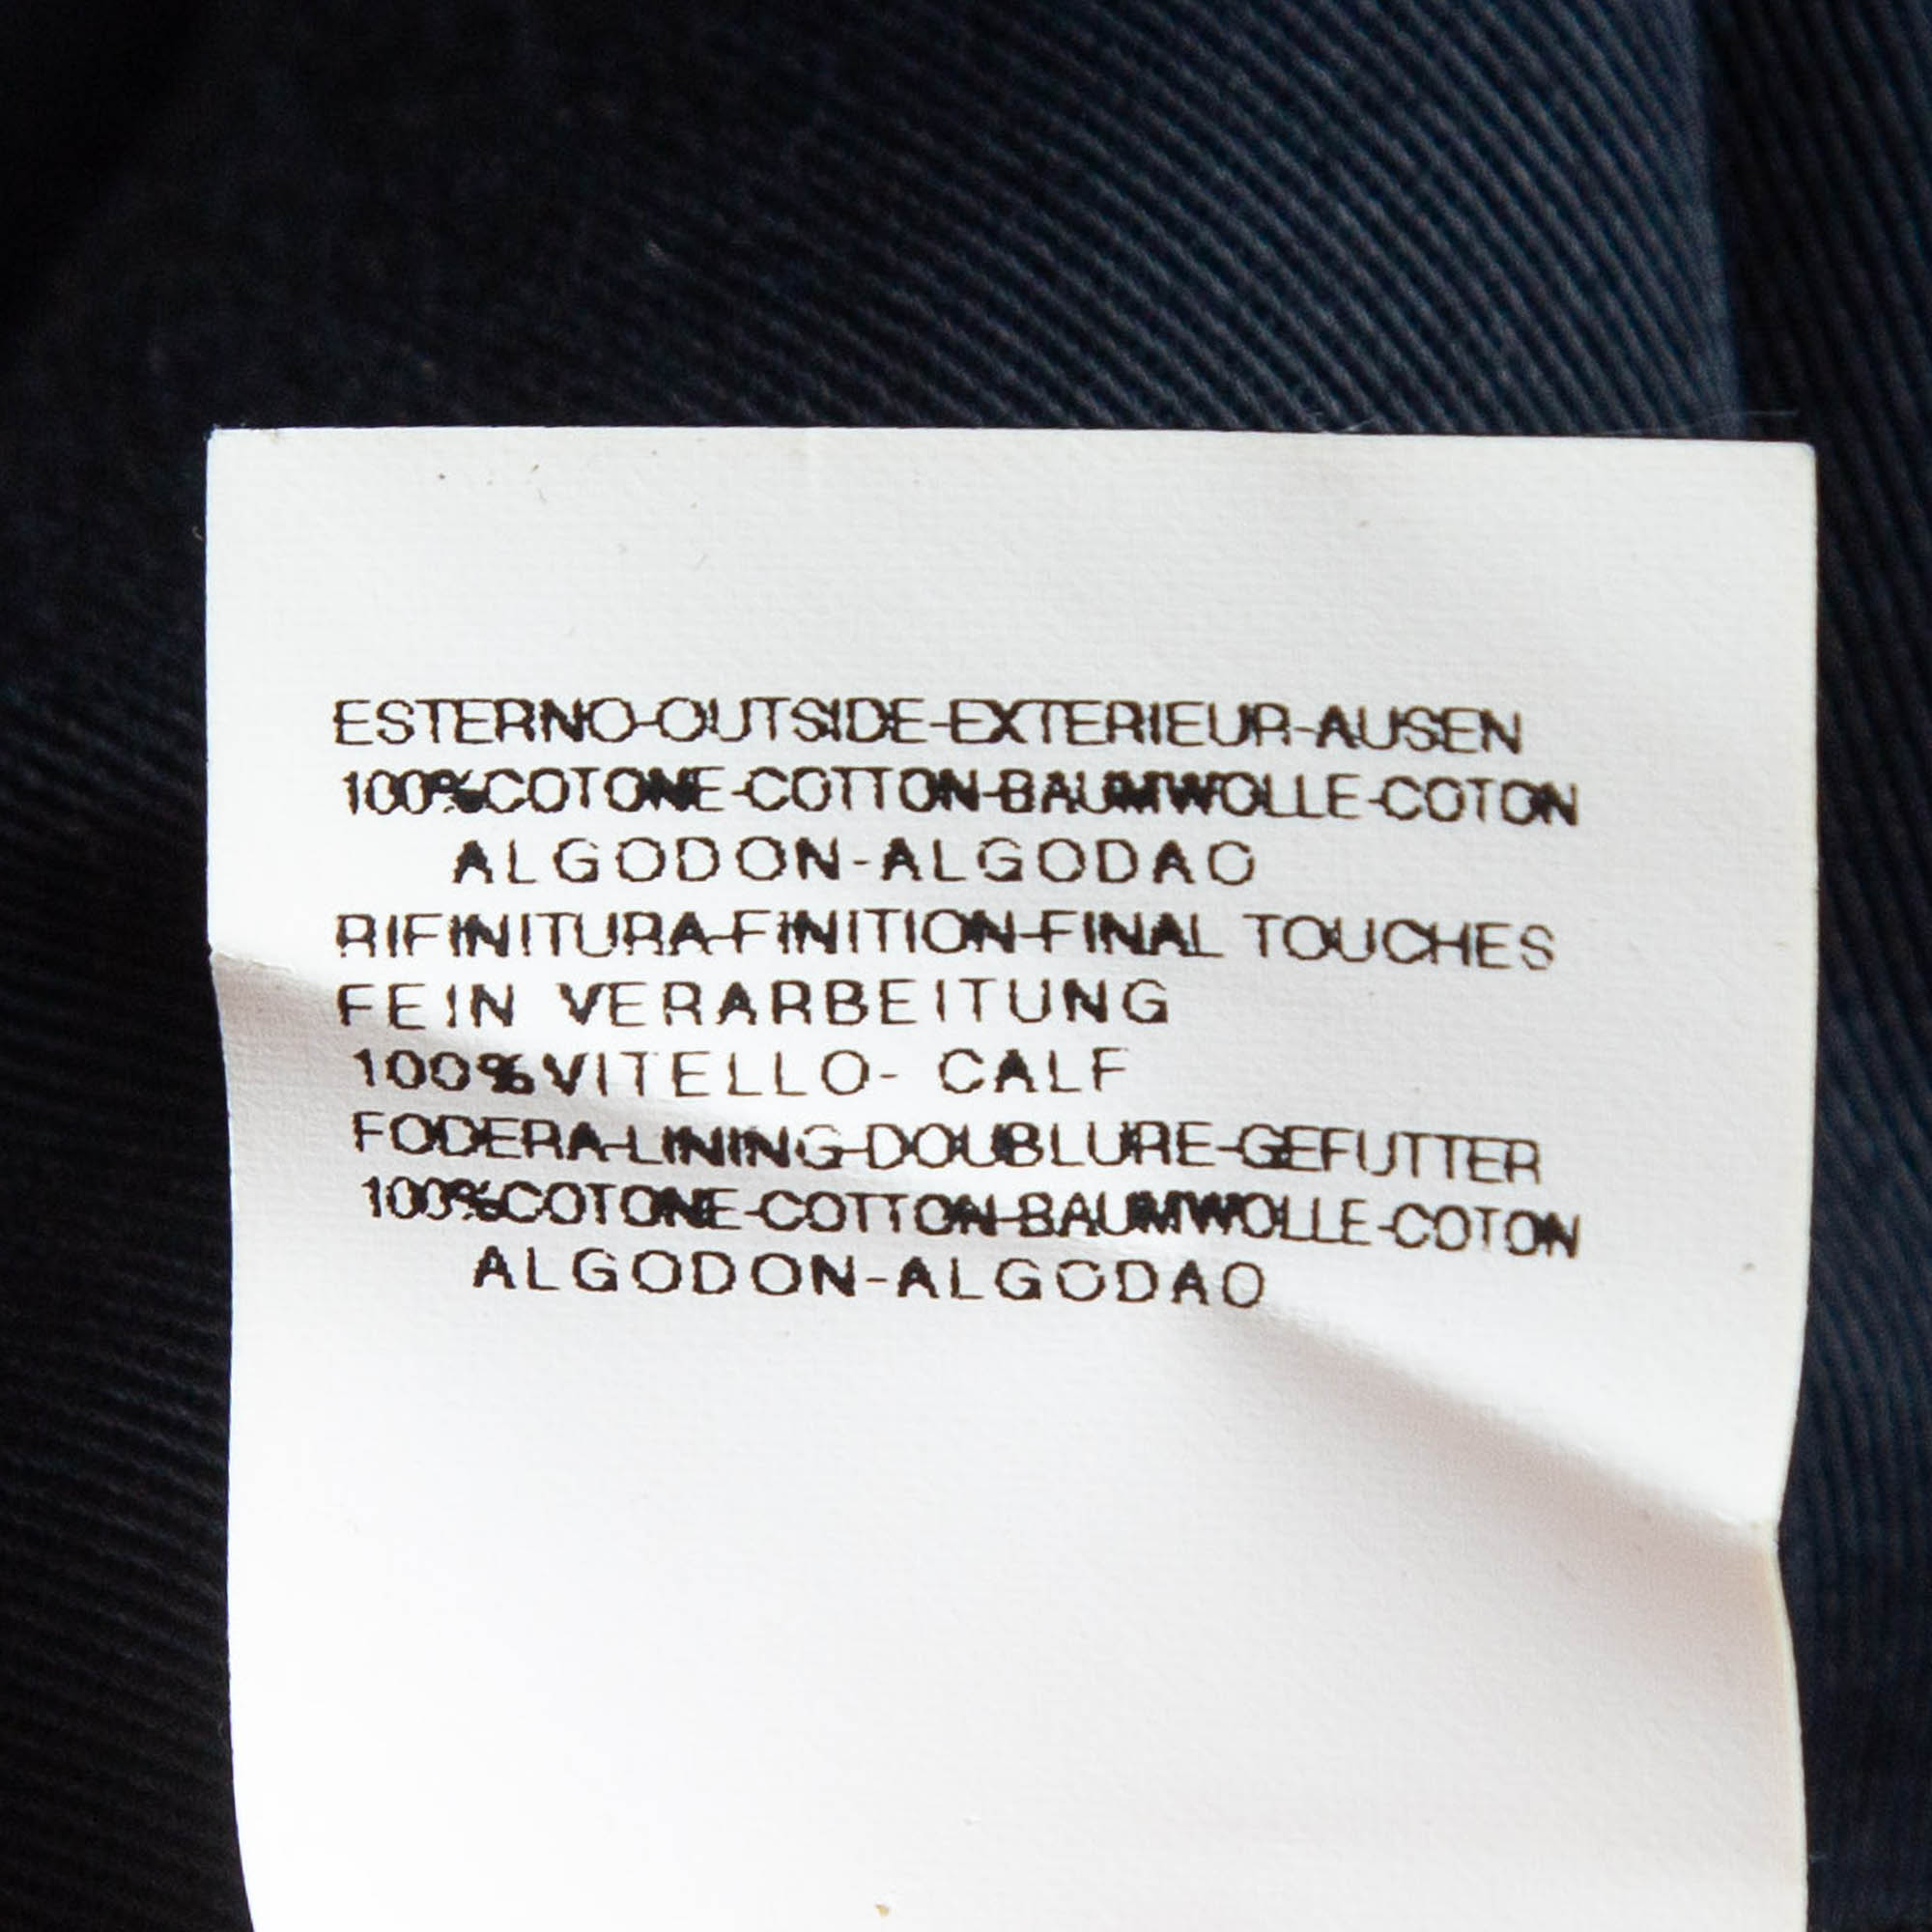 ESTERNO-OUTSIDE-EXTERIEUR-AUSEN
100%COTONE-COTTON-BAUMWOLLE-COTON
ALGODON-ALGODAO
RIFINITURA-FINITION-FINAL TOUCHES
FEIN VERARBEITUNG
100%VITELLO- CALF
FODERA-LINING-DOUBLURE-GEFUTTER
100%COTONE-COTTON-BAUMWOLLE-COTON
ALGODON-ALGODAO